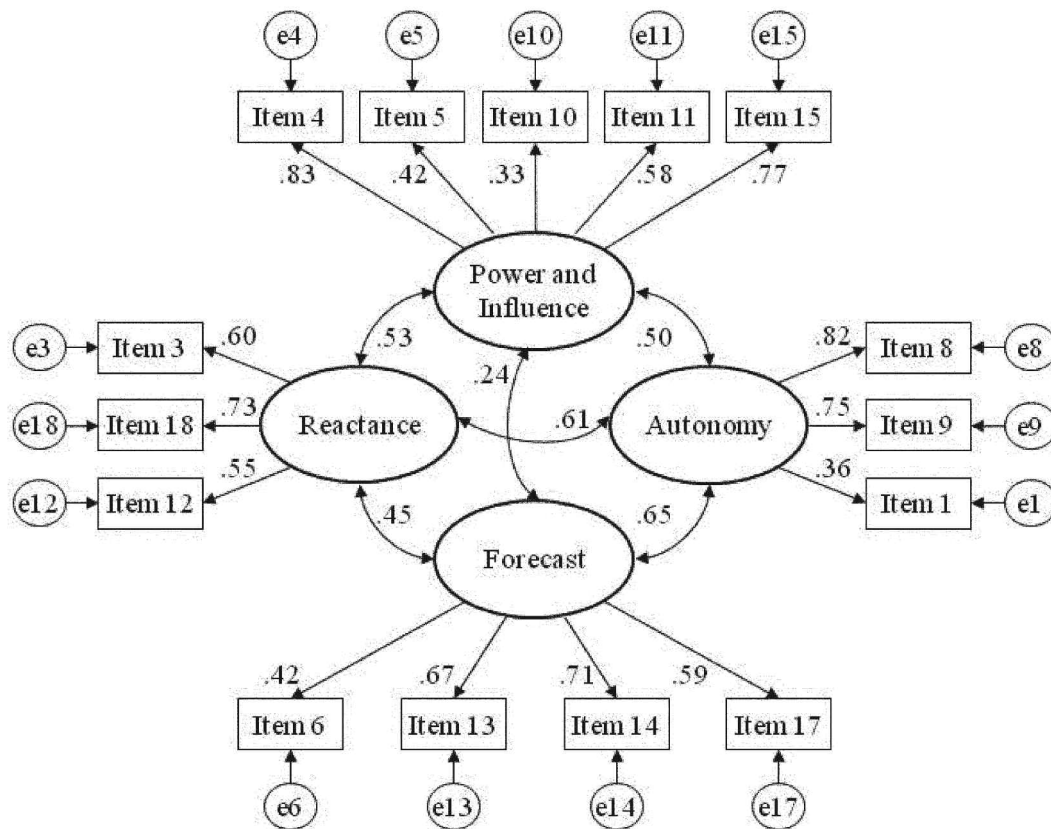 e4 e5 e10 e11 e15
Item 4 Item 5 Item 10 Item 11 Item 15
.83 .42 .33 .58 .77
Power and
Influence
.53 .24 .50
e3 Item 3 .60
e18 Item 18 .73
e12 Item 12 .55
Reactance
.61
Autonomy
.82 Item 8 e8
.75 Item 9 e9
.36 Item 1 e1
.45 .65
Forecast
.42 .67 .71 .59
Item 6 Item 13 Item 14 Item 17
e6 e13 e14 e17